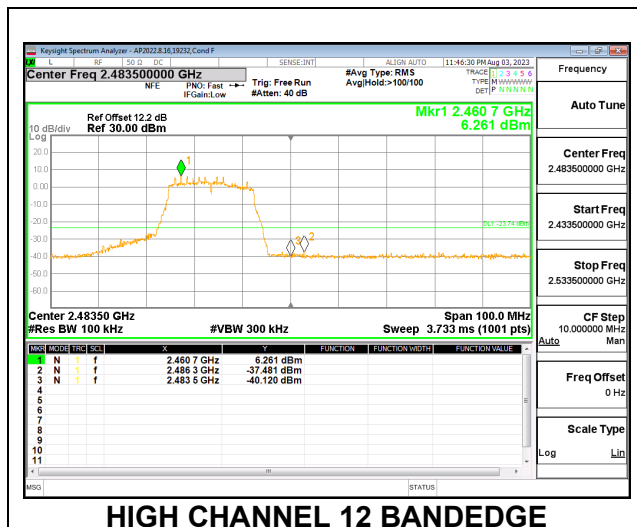 Keysight Spectrum Analyzer - AP2022.8.16,19232,Cond F
LXI L RF 50 Ω DC SENSE:INT ALIGN AUTO 11:46:30 PM Aug 03, 2023
Center Freq 2.483500000 GHz
NFE PNO: Fast IFGain:Low
Trig: Free Run
#Atten: 40 dB
#Avg Type: RMS
Avg|Hold:>100/100
TRACE 1 2 3 4 5 6
TYPE M WWWWW
DET P N N N N N
Frequency
Auto Tune
Center Freq
2.483500000 GHz
Start Freq
2.433500000 GHz
Stop Freq
2.533500000 GHz
CF Step
10.000000 MHz
Auto Man
Freq Offset
0 Hz
Scale Type
Log Lin
Ref Offset 12.2 dB
10 dB/div Ref 30.00 dBm
Log
Mkr1 2.460 7 GHz
6.261 dBm
20.0
10.0
0.00
-10.0
-20.0
-30.0
-40.0
-50.0
-60.0
1
2
3
DL1 -23.74 dBm
Center 2.48350 GHz Span 100.0 MHz
#Res BW 100 kHz #VBW 300 kHz Sweep 3.733 ms (1001 pts)
MKR MODE TRC SCL X Y FUNCTION FUNCTION WIDTH FUNCTION VALUE
1 N 1 f 2.460 7 GHz 6.261 dBm
2 N 1 f 2.486 3 GHz -37.481 dBm
3 N 1 f 2.483 5 GHz -40.120 dBm
4
5
6
7
8
9
10
11
MSG STATUS
HIGH CHANNEL 12 BANDEDGE